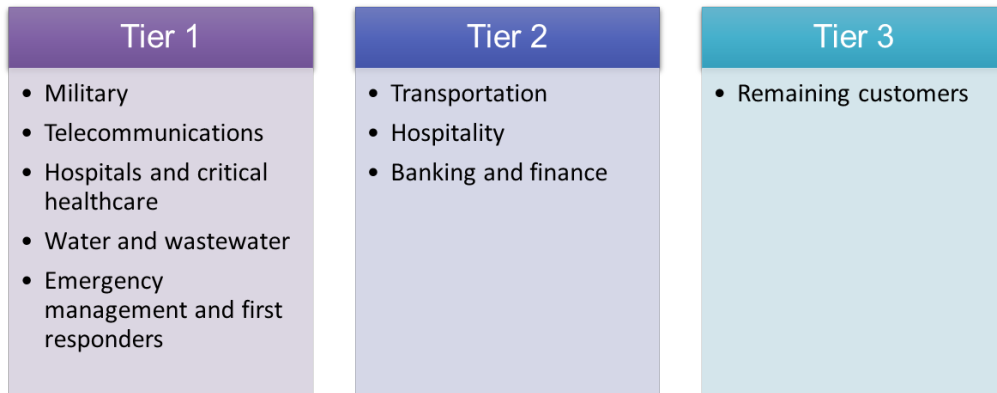 Tier 1
• Military
• Telecommunications
• Hospitals and critical
healthcare
• Water and wastewater
• Emergency
management and first
responders
Tier 2
• Transportation
• Hospitality
• Banking and finance
Tier 3
• Remaining customers